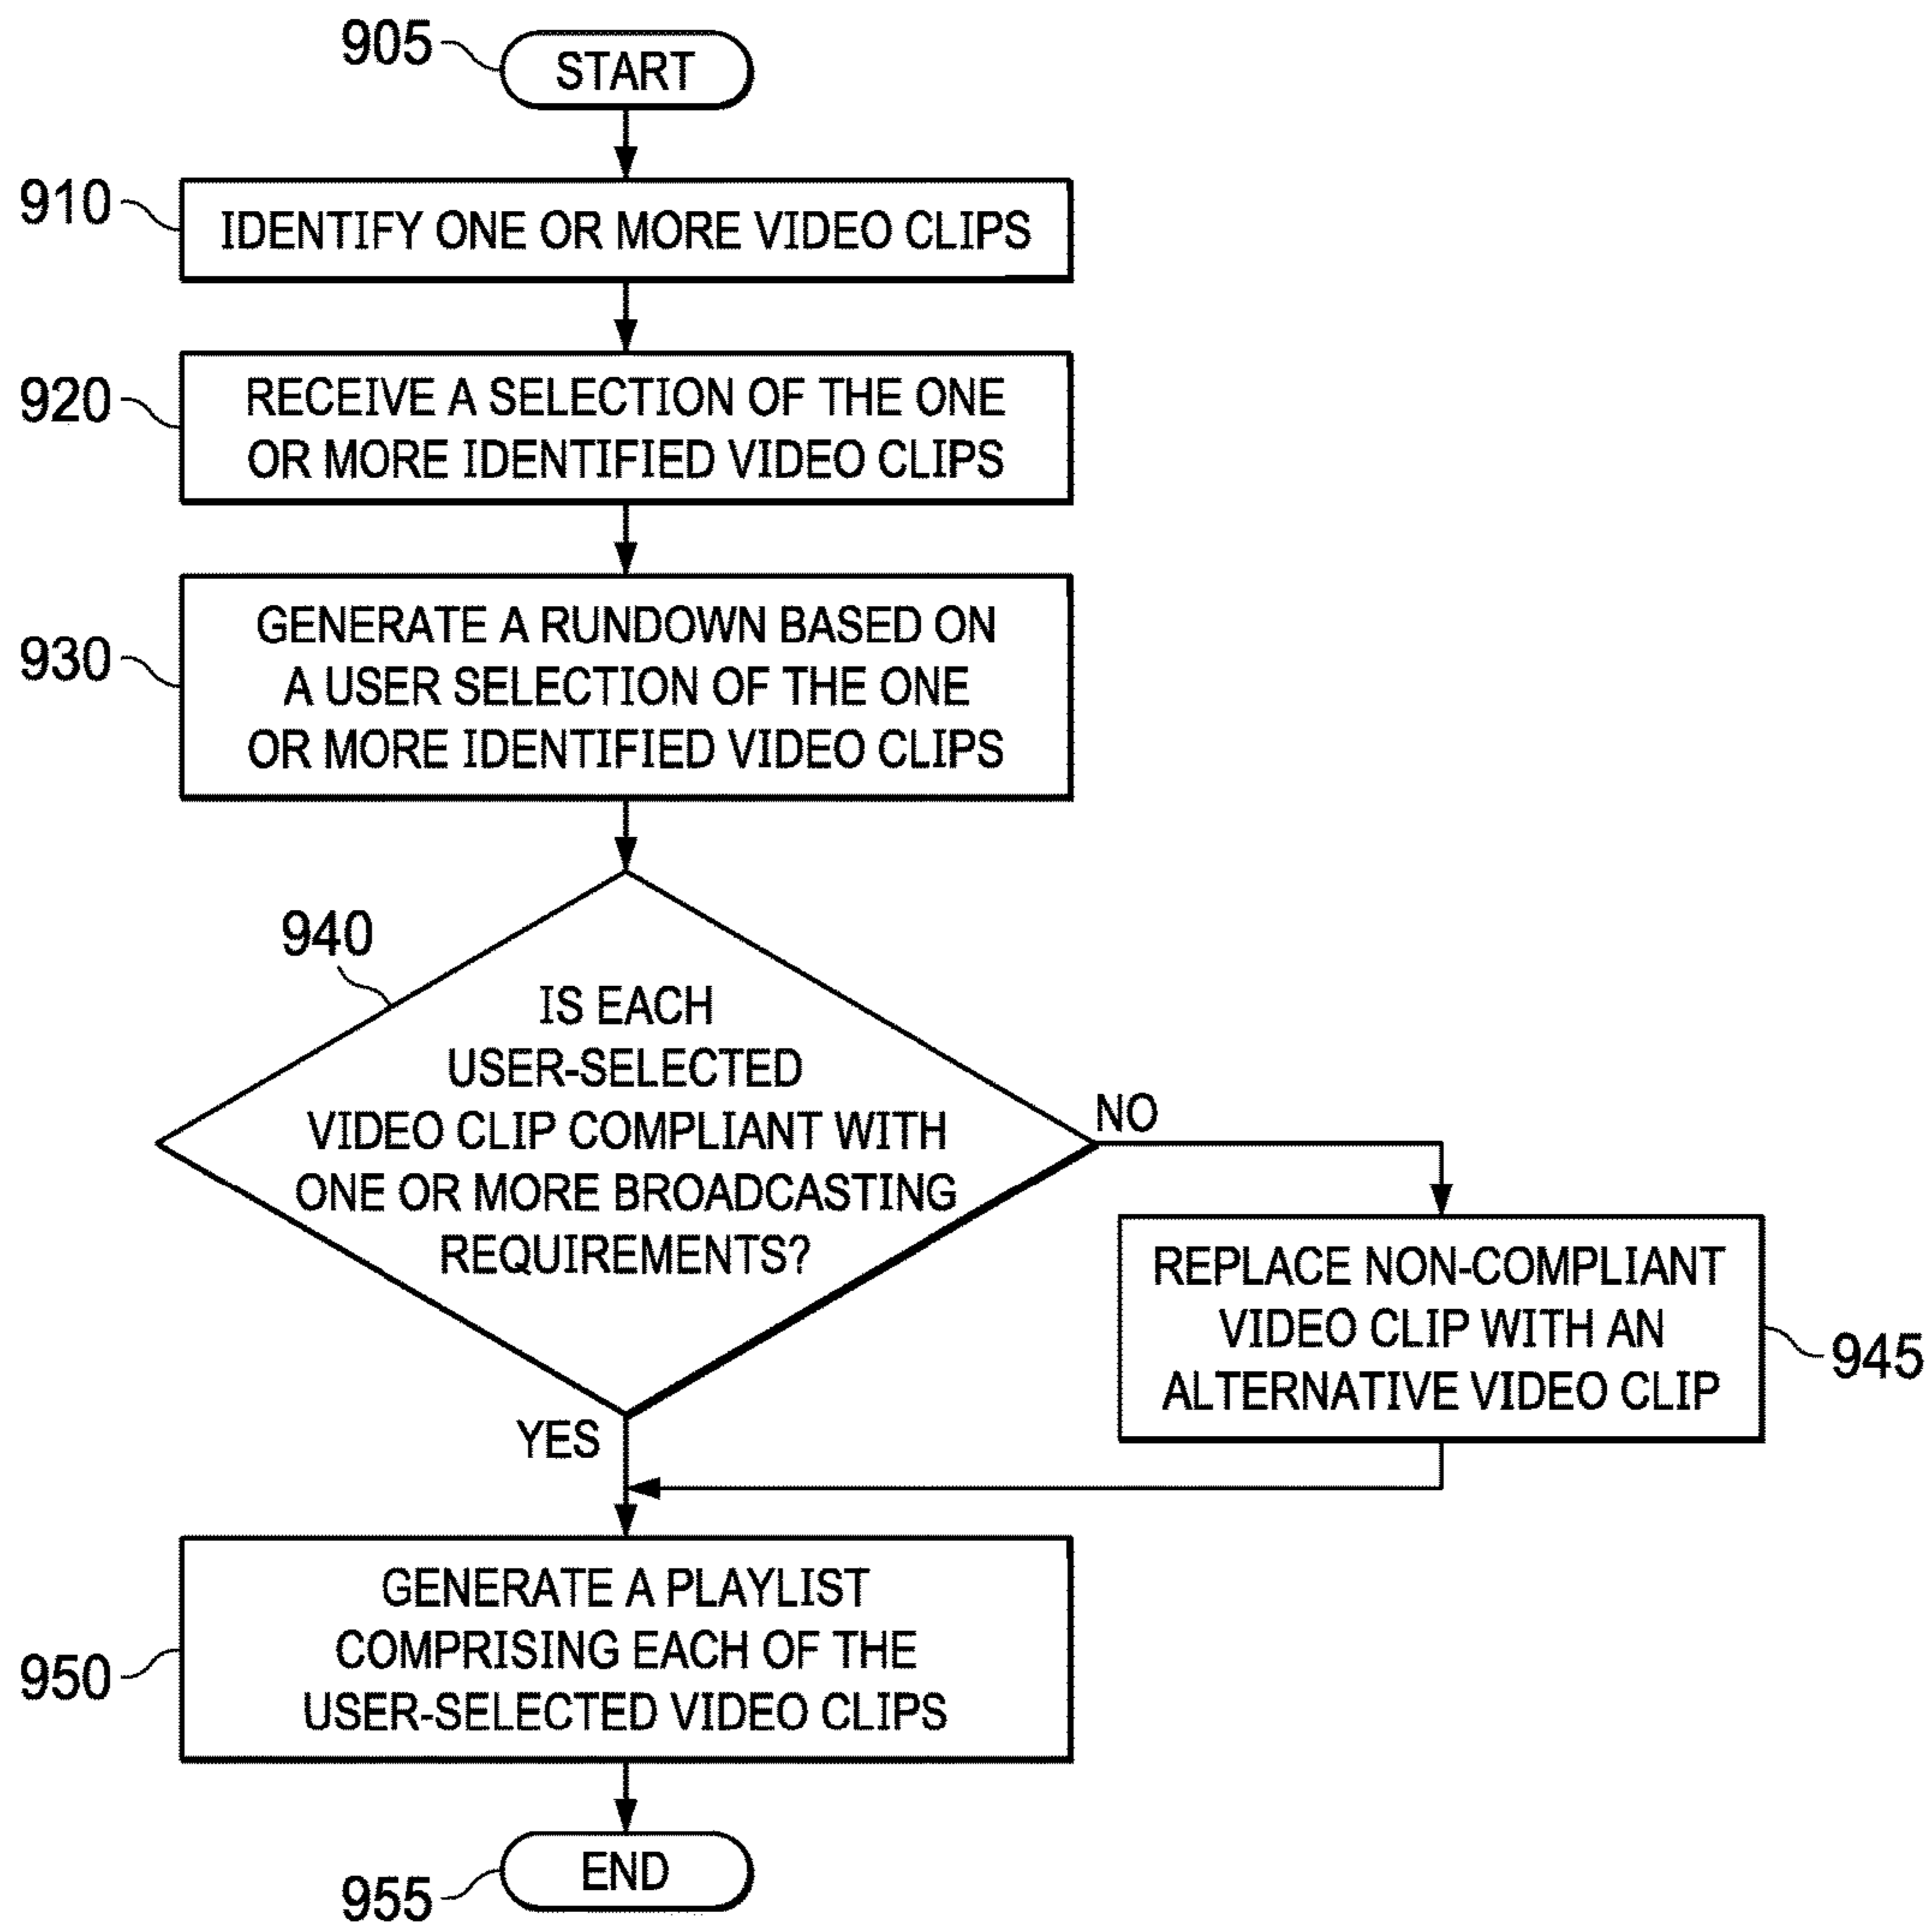 905
START
910
IDENTIFY ONE OR MORE VIDEO CLIPS
920
RECEIVE A SELECTION OF THE ONE
OR MORE IDENTIFIED VIDEO CLIPS
930
GENERATE A RUNDOWN BASED ON
A USER SELECTION OF THE ONE
OR MORE IDENTIFIED VIDEO CLIPS
940
IS EACH
USER-SELECTED
VIDEO CLIP COMPLIANT WITH
ONE OR MORE BROADCASTING
REQUIREMENTS?
NO
REPLACE NON-COMPLIANT
VIDEO CLIP WITH AN
ALTERNATIVE VIDEO CLIP
945
YES
950
GENERATE A PLAYLIST
COMPRISING EACH OF THE
USER-SELECTED VIDEO CLIPS
END
955